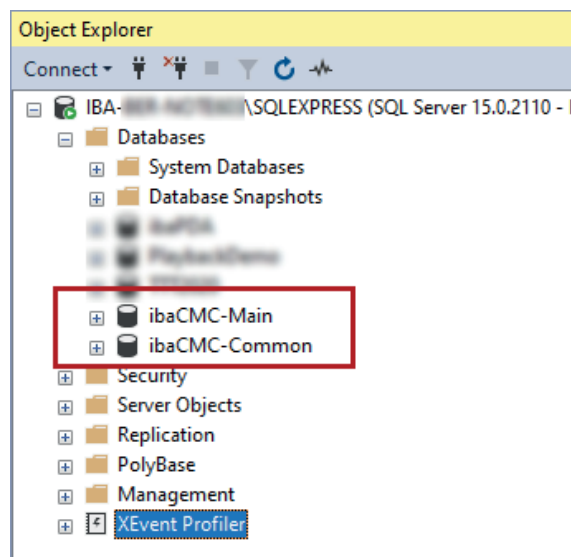 Object Explorer
Connect
IBA- \SQLEXPRESS (SQL Server 15.0.2110 -
Databases
System Databases
Database Snapshots
ibaCMC-Main
ibaCMC-Common
Security
Server Objects
Replication
PolyBase
Management
XEvent Profiler